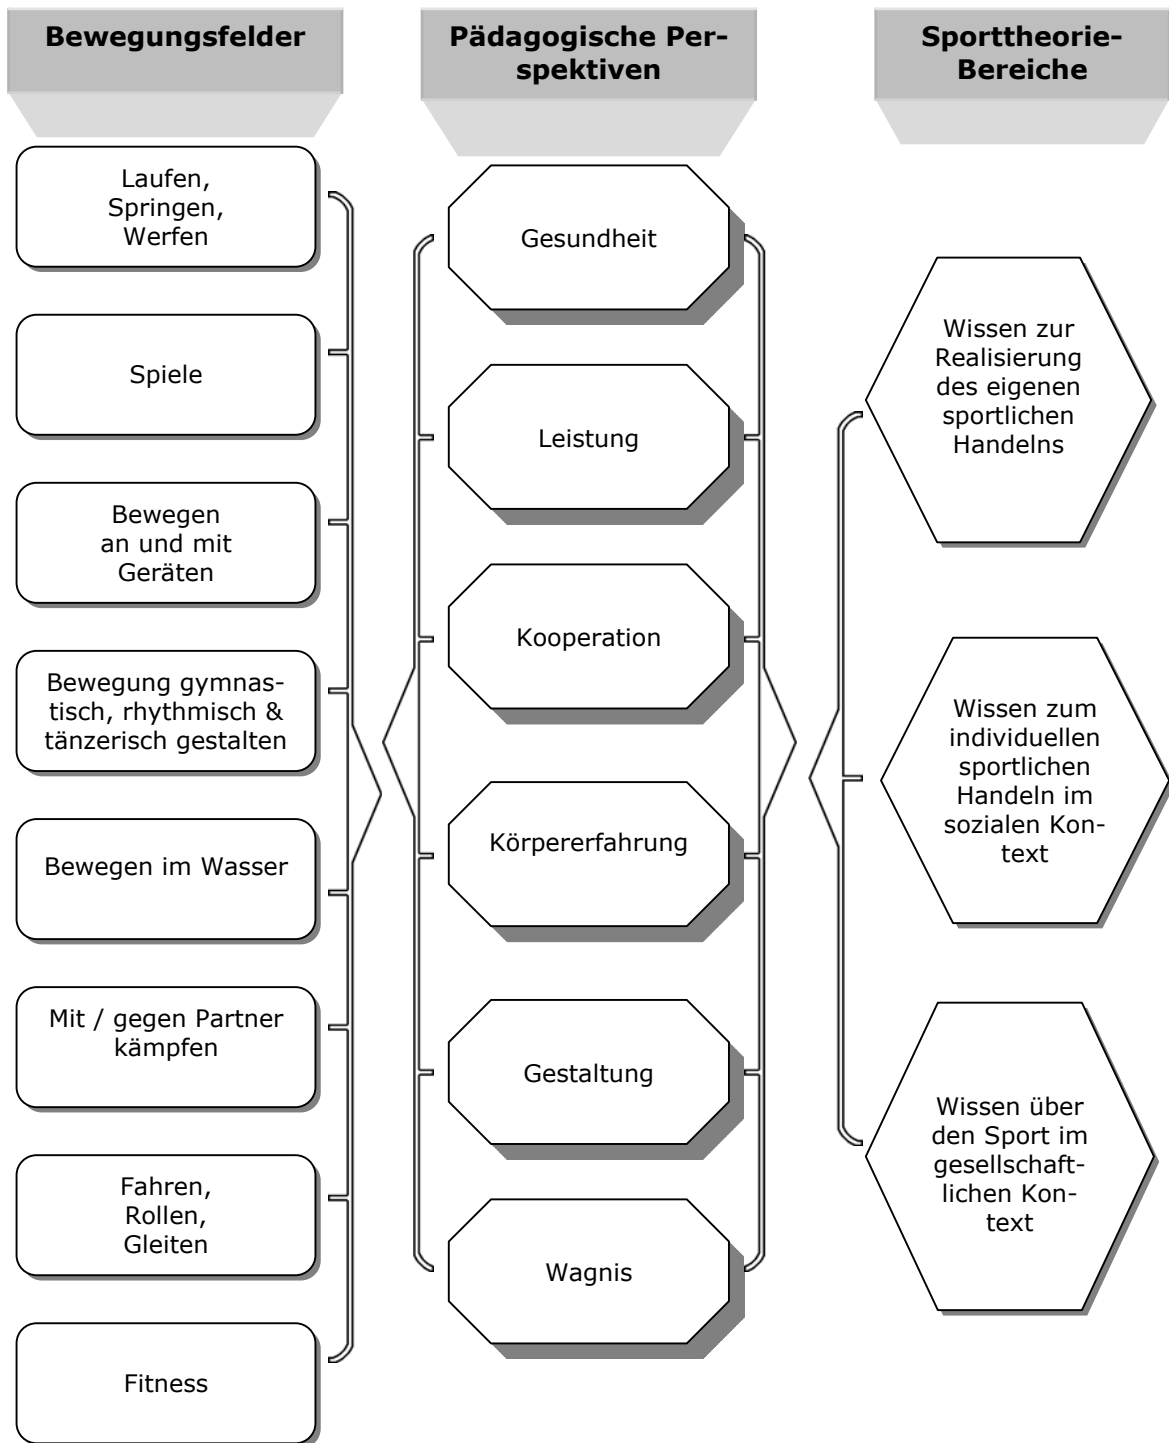 Bewegungsfelder
Laufen,
Springen,
Werfen
Spiele
Bewegen
an und mit
Geräten
Bewegung gymnas-
tisch, rhythmisch &
tänzerisch gestalten
Bewegen im Wasser
Mit / gegen Partner
kämpfen
Fahren,
Rollen,
Gleiten
Fitness
Pädagogische Per-
spektiven
Gesundheit
Leistung
Kooperation
Körpererfahrung
Gestaltung
Wagnis
Sporttheorie-
Bereiche
Wissen zur
Realisierung
des eigenen
sportlichen
Handelns
Wissen zum
individuellen
sportlichen
Handeln im
sozialen Kon-
text
Wissen über
den Sport im
gesellschaft-
lichen Kon-
text